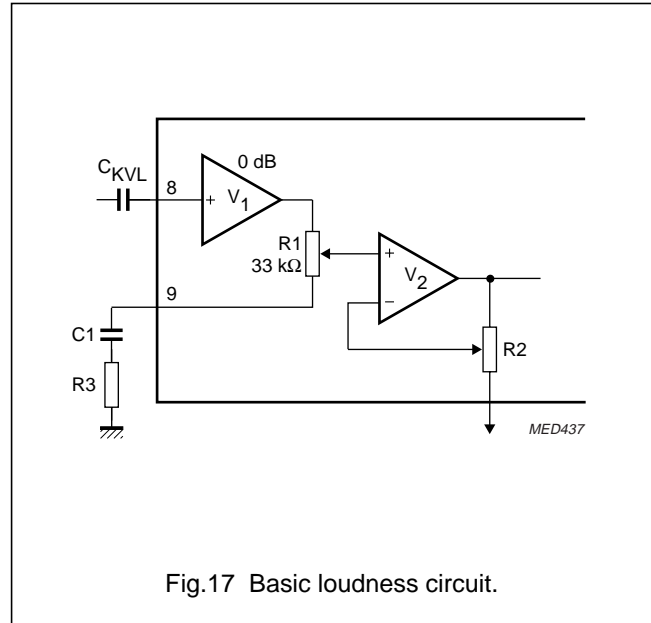 C_KVL
8
0 dB
+
V_1
R1
33 kΩ
+
V_2
−
9
C1
R3
R2
MED437
Fig.17 Basic loudness circuit.